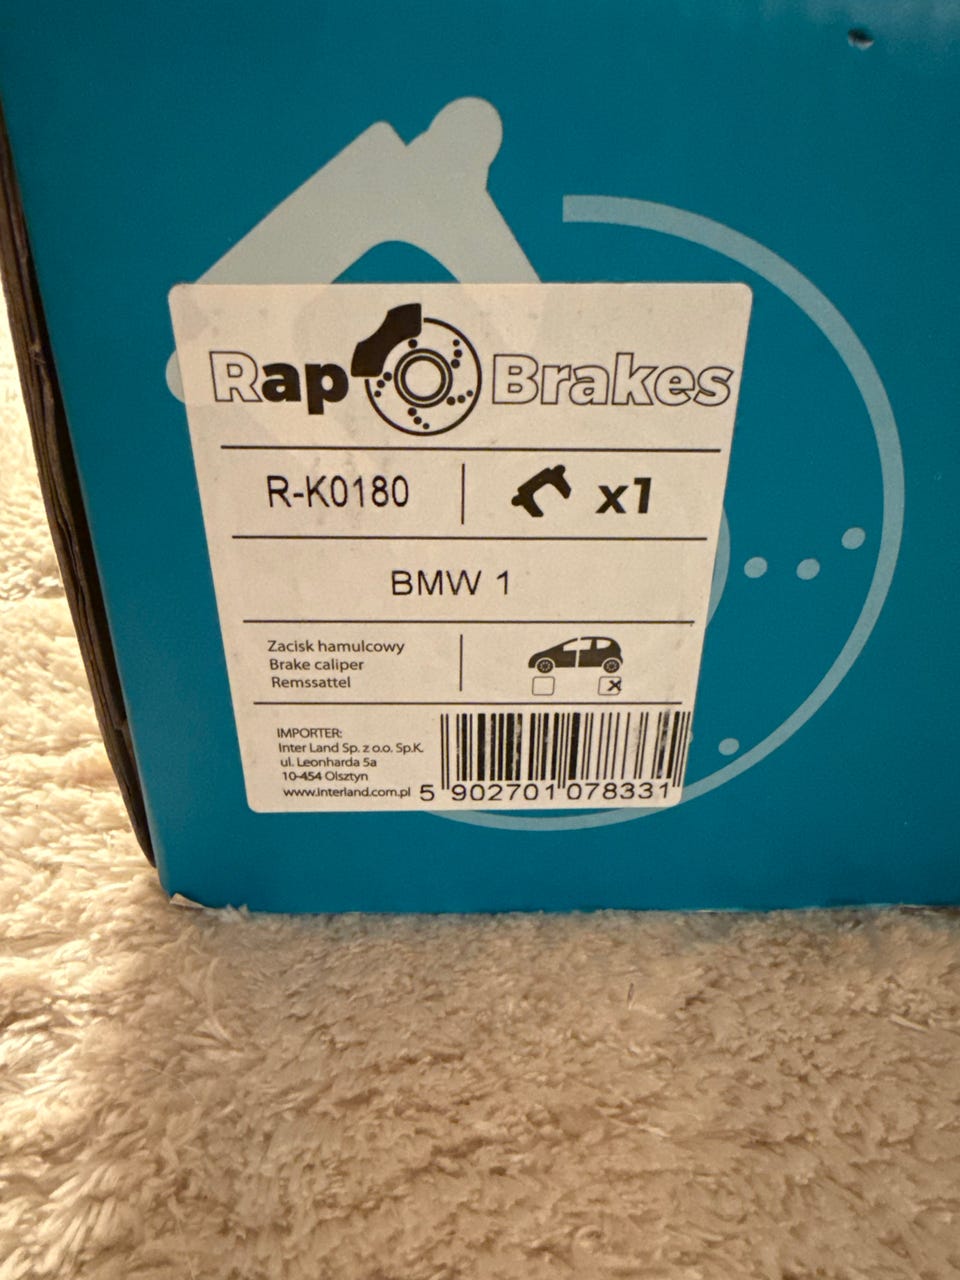 Rap Brakes
R-K0180 x1
BMW 1
Zacisk hamulcowy
Brake caliper
Remssattel
IMPORTER:
Inter Land Sp. z o.o. Sp.K.
ul. Leonharda 5a
10-454 Olsztyn
www.interland.com.pl
5 902701 078331